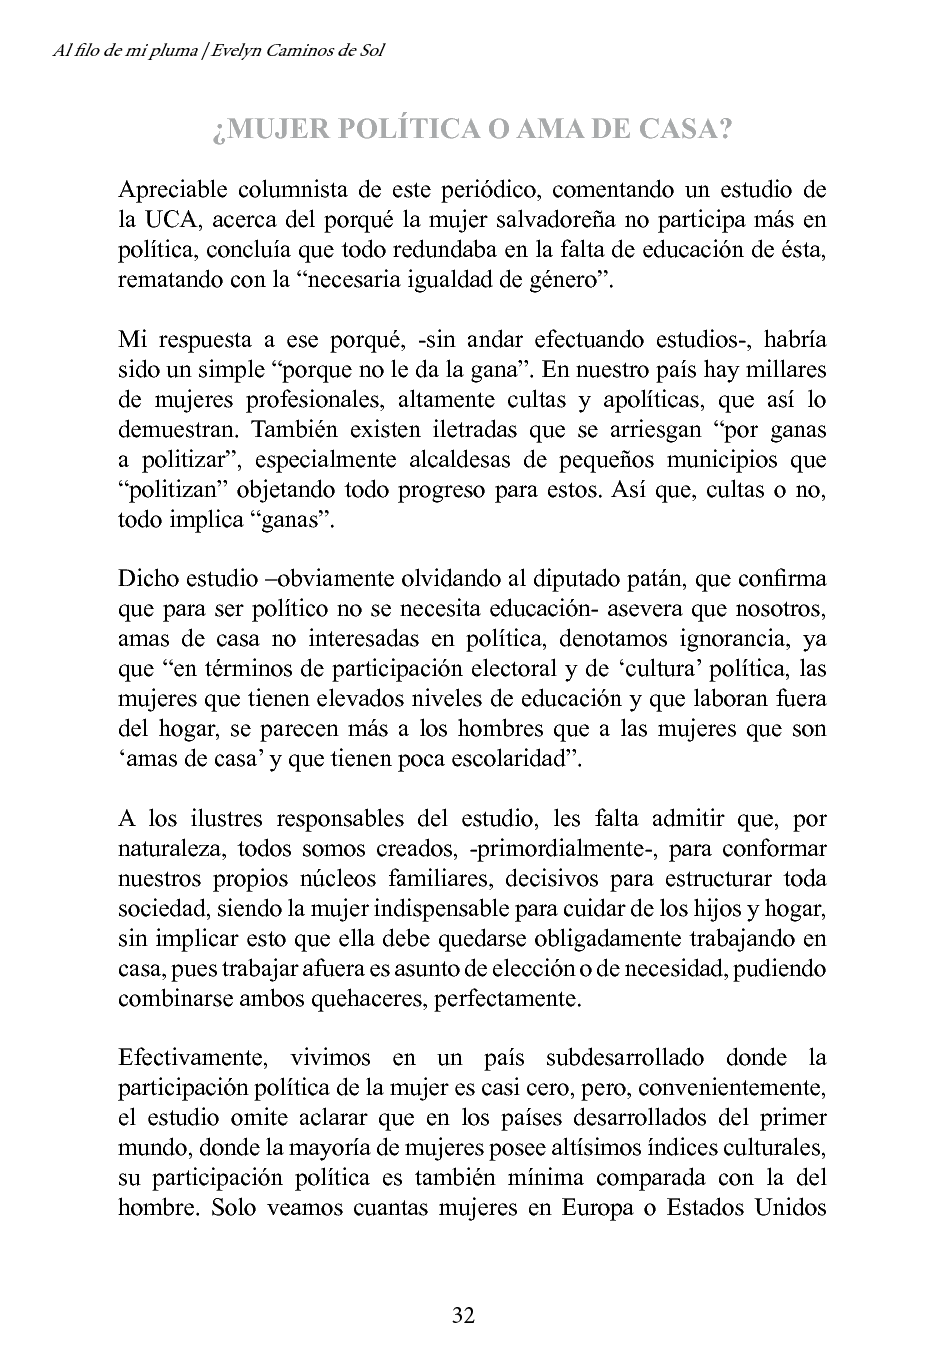 Al filo de mi pluma | Evelyn Caminos de Sol
¿MUJER POLÍTICA O AMA DE CASA?
Apreciable columnista de este periódico, comentando un estudio de
la UCA, acerca del porqué la mujer salvadoreña no participa más en
política, concluía que todo redundaba en la falta de educación de ésta,
rematando con la “necesaria igualdad de género”.
Mi respuesta a ese porqué, -sin andar efectuando estudios-, habría
sido un simple “porque no le da la gana”. En nuestro país hay millares
de mujeres profesionales, altamente cultas y apolíticas, que así lo
demuestran. También existen iletradas que se arriesgan “por ganas
a politizar”, especialmente alcaldesas de pequeños municipios que
“politizan” objetando todo progreso para estos. Así que, cultas o no,
todo implica “ganas”.
Dicho estudio –obviamente olvidando al diputado patán, que confirma
que para ser político no se necesita educación- asevera que nosotros,
amas de casa no interesadas en política, denotamos ignorancia, ya
que “en términos de participación electoral y de ‘cultura’ política, las
mujeres que tienen elevados niveles de educación y que laboran fuera
del hogar, se parecen más a los hombres que a las mujeres que son
‘amas de casa’ y que tienen poca escolaridad”.
A los ilustres responsables del estudio, les falta admitir que, por
naturaleza, todos somos creados, -primordialmente-, para conformar
nuestros propios núcleos familiares, decisivos para estructurar toda
sociedad, siendo la mujer indispensable para cuidar de los hijos y hogar,
sin implicar esto que ella debe quedarse obligadamente trabajando en
casa, pues trabajar afuera es asunto de elección o de necesidad, pudiendo
combinarse ambos quehaceres, perfectamente.
Efectivamente, vivimos en un país subdesarrollado donde la
participación política de la mujer es casi cero, pero, convenientemente,
el estudio omite aclarar que en los países desarrollados del primer
mundo, donde la mayoría de mujeres posee altísimos índices culturales,
su participación política es también mínima comparada con la del
hombre. Solo veamos cuantas mujeres en Europa o Estados Unidos
32